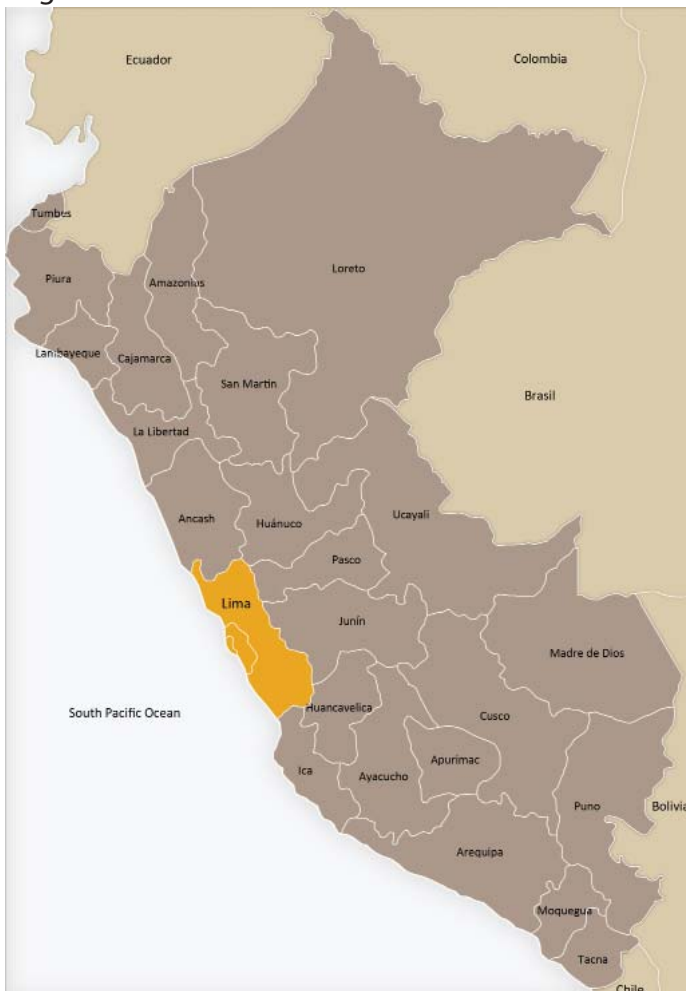 Ecuador
Colombia
Tumbes
Piura
Amazonas
Loreto
Lambayeque
Cajamarca
San Martin
Brasil
La Libertad
Ancash
Huánuco
Ucayali
Pasco
Lima
Junín
Madre de Dios
South Pacific Ocean
Huancavelica
Cusco
Ica
Ayacucho
Apurimac
Puno
Bolivia
Arequipa
Moquegua
Tacna
Chile